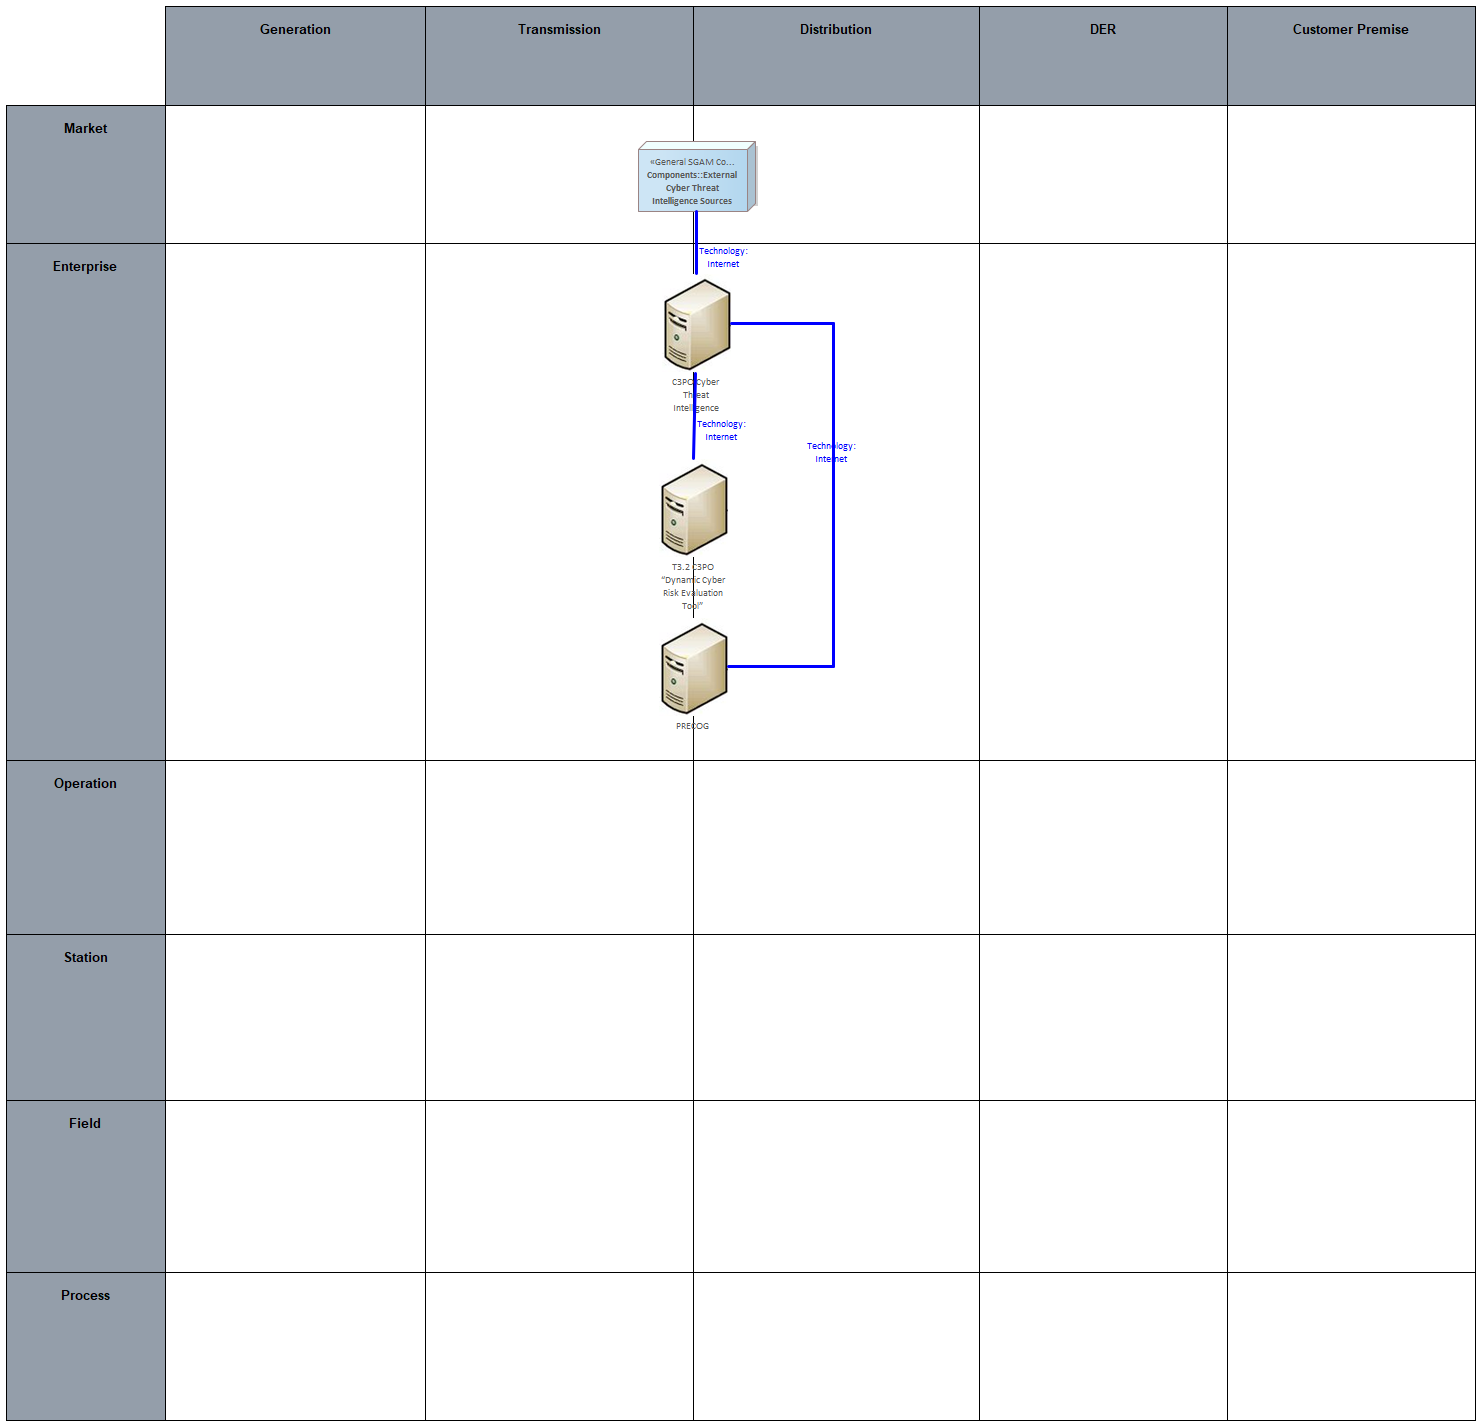 Generation
Transmission
Distribution
DER
Customer Premise
Market
«General SGAM Co...
Components::External
Cyber Threat
Intelligence Sources
Enterprise
Technology:
Internet
C3PO Cyber
Threat
Intelligence
Technology:
Internet
Technology:
Internet
T3.2 C3PO
“Dynamic Cyber
Risk Evaluation
Tool”
PRECOG
Operation
Station
Field
Process